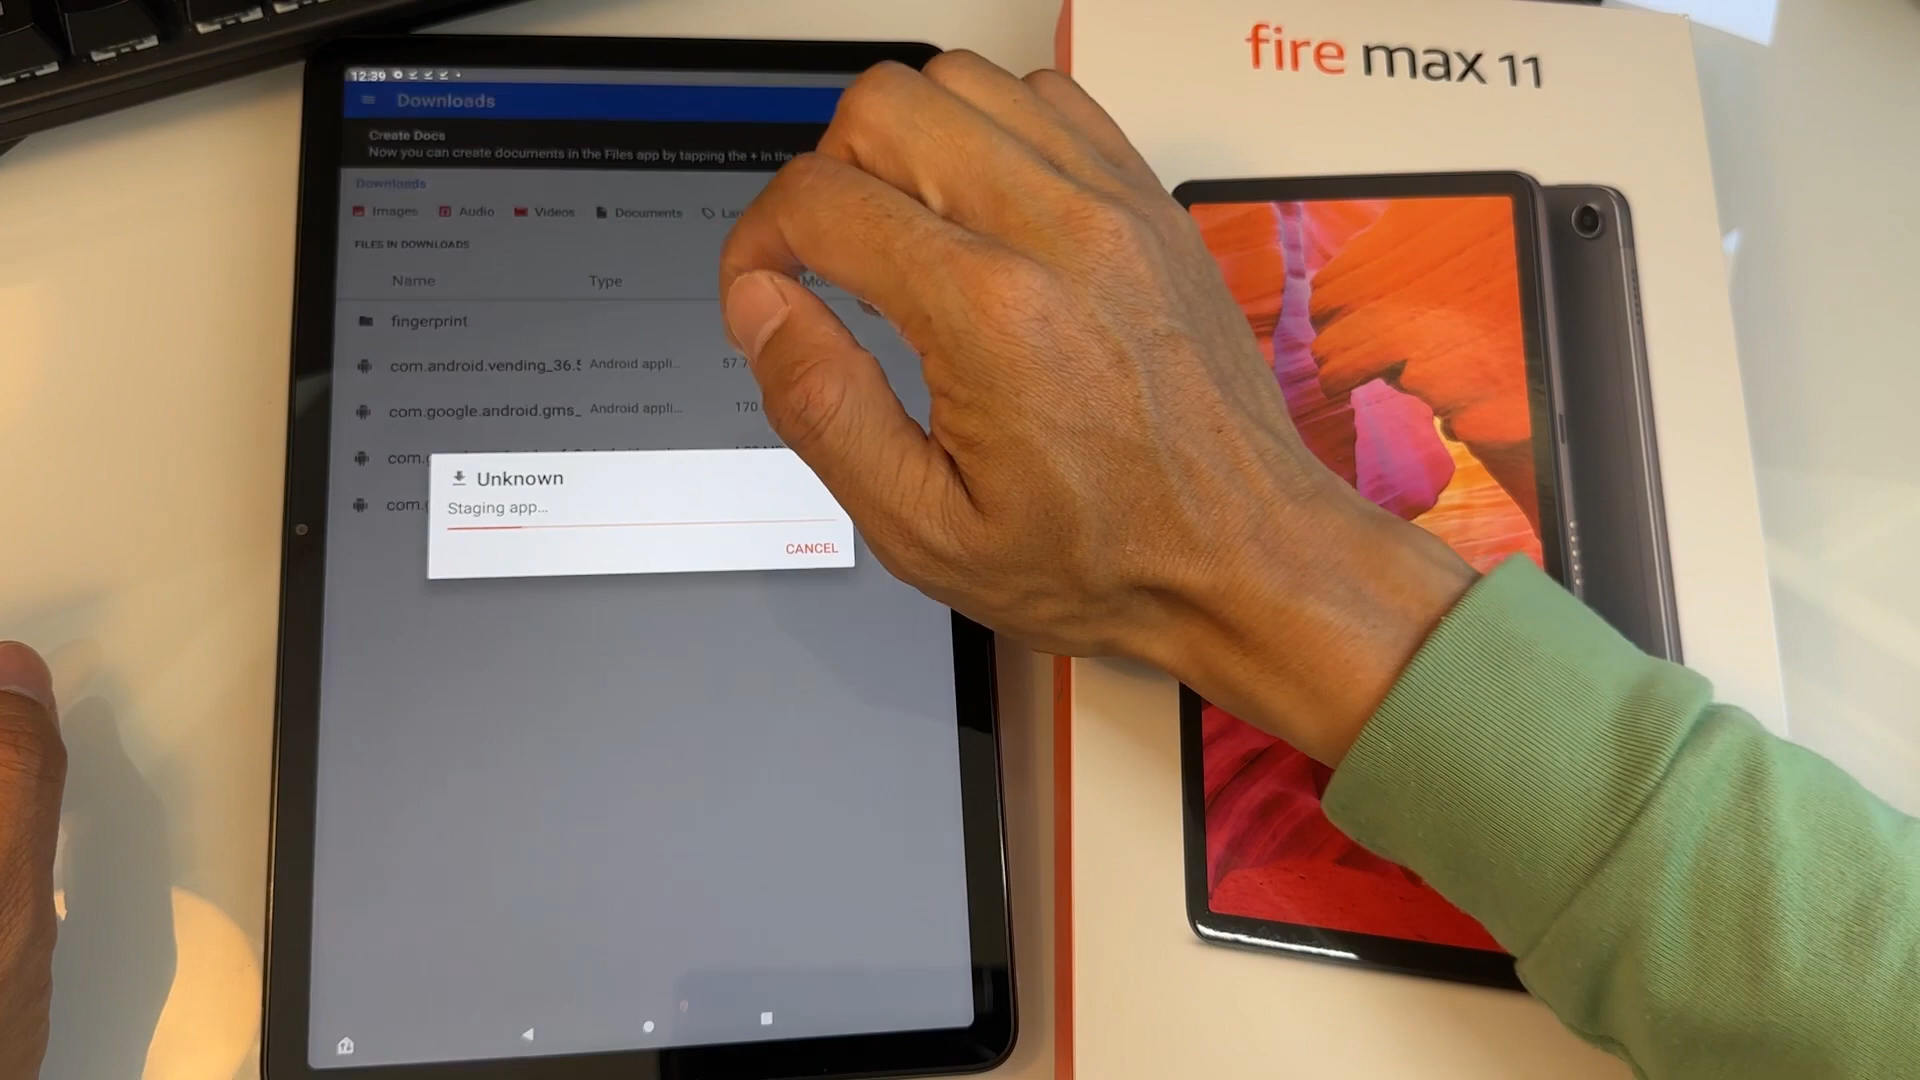 fire max 11
12:39
Downloads
Create Docs
Now you can create documents in the Files app by tapping the + in the
Downloads
Images Audio Videos Documents
FILES IN DOWNLOADS
Name Type
fingerprint
com.android.vending_36.5 Android appli... 57.7
com.google.android.gms_ Android appli... 170
com.g
Unknown
com.g
Staging app...
CANCEL